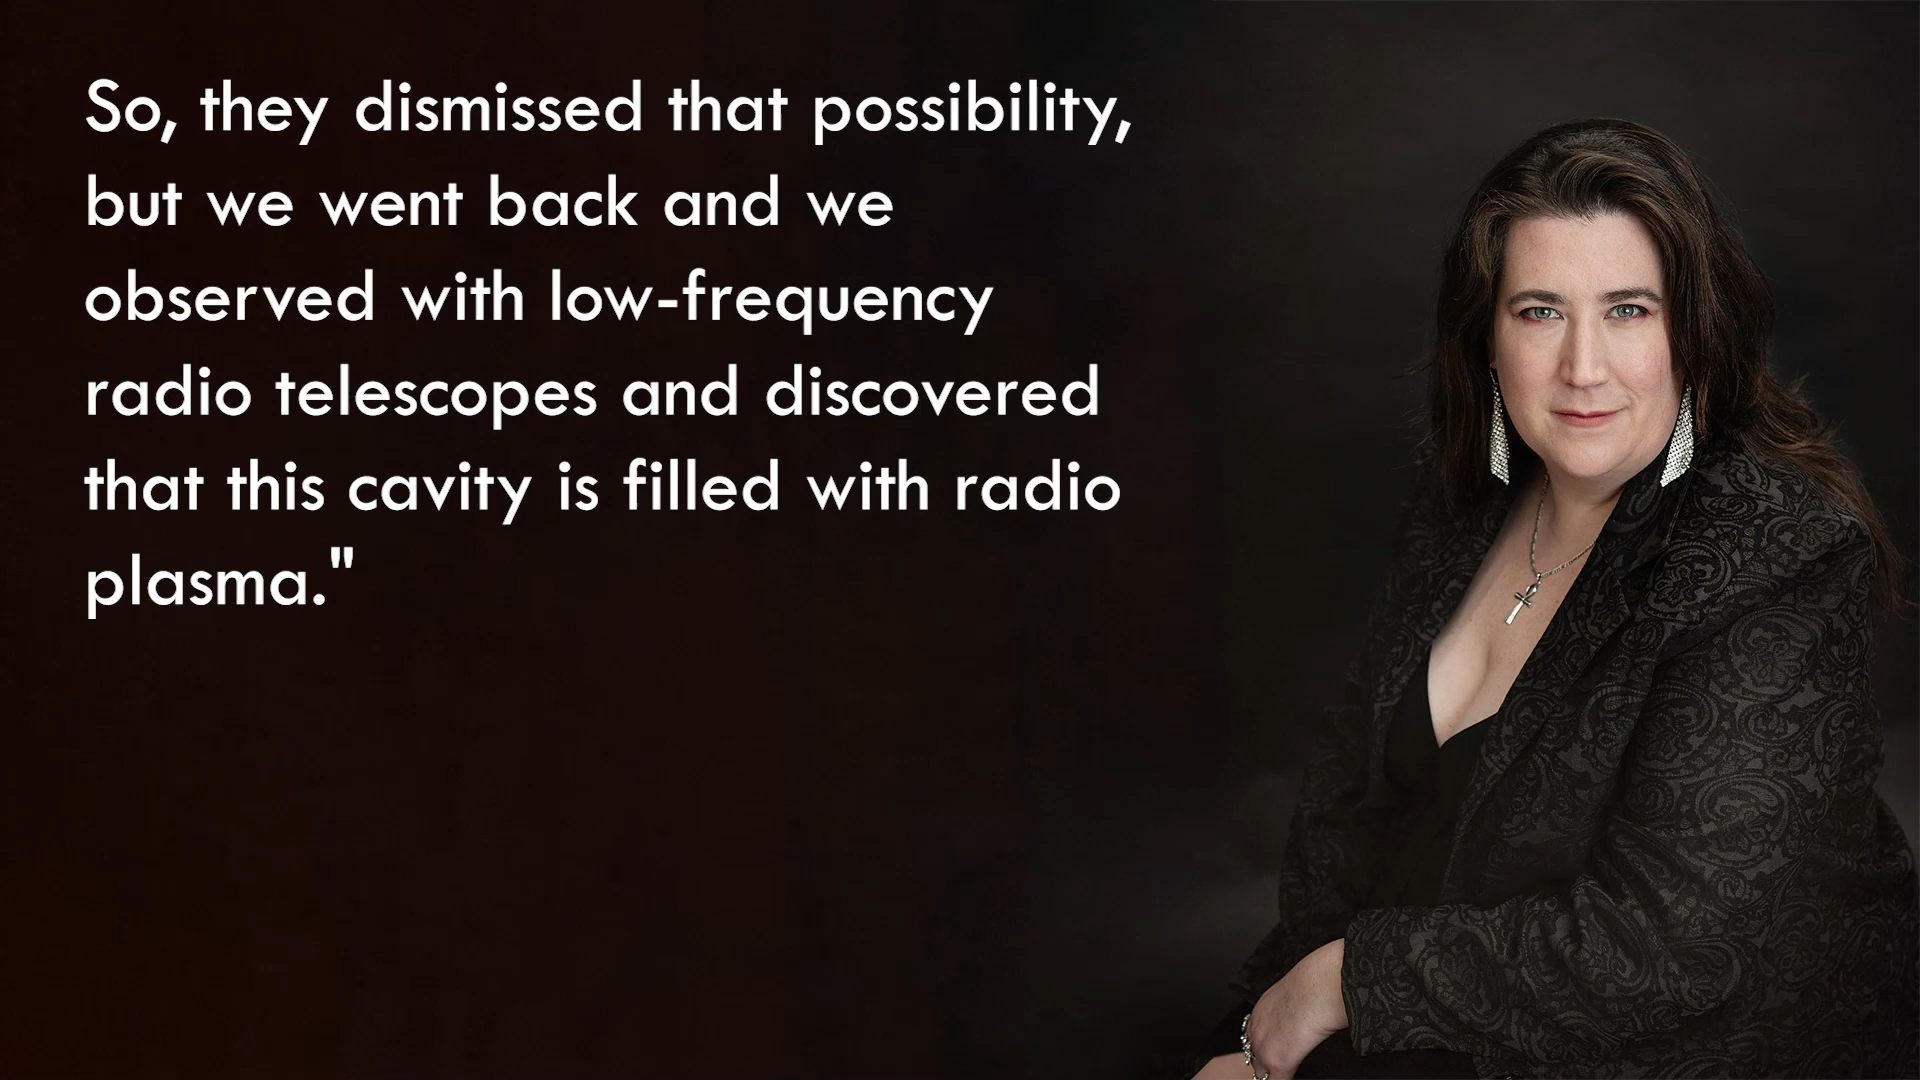 So, they dismissed that possibility,
but we went back and we
observed with low-frequency
radio telescopes and discovered
that this cavity is filled with radio
plasma."